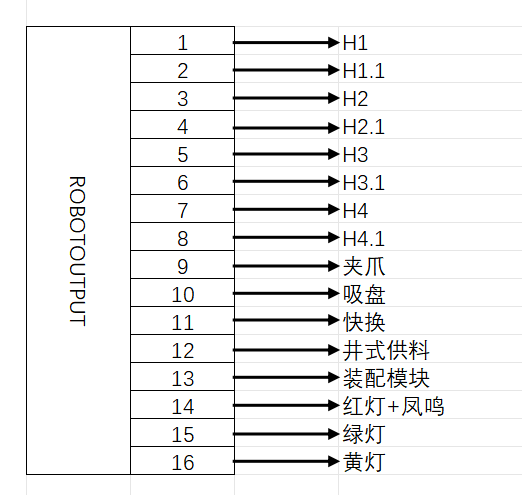 ROBOTOUTPUT
1 H1
2 H1.1
3 H2
4 H2.1
5 H3
6 H3.1
7 H4
8 H4.1
9 夹爪
10 吸盘
11 快换
12 井式供料
13 装配模块
14 红灯+凤鸣
15 绿灯
16 黄灯